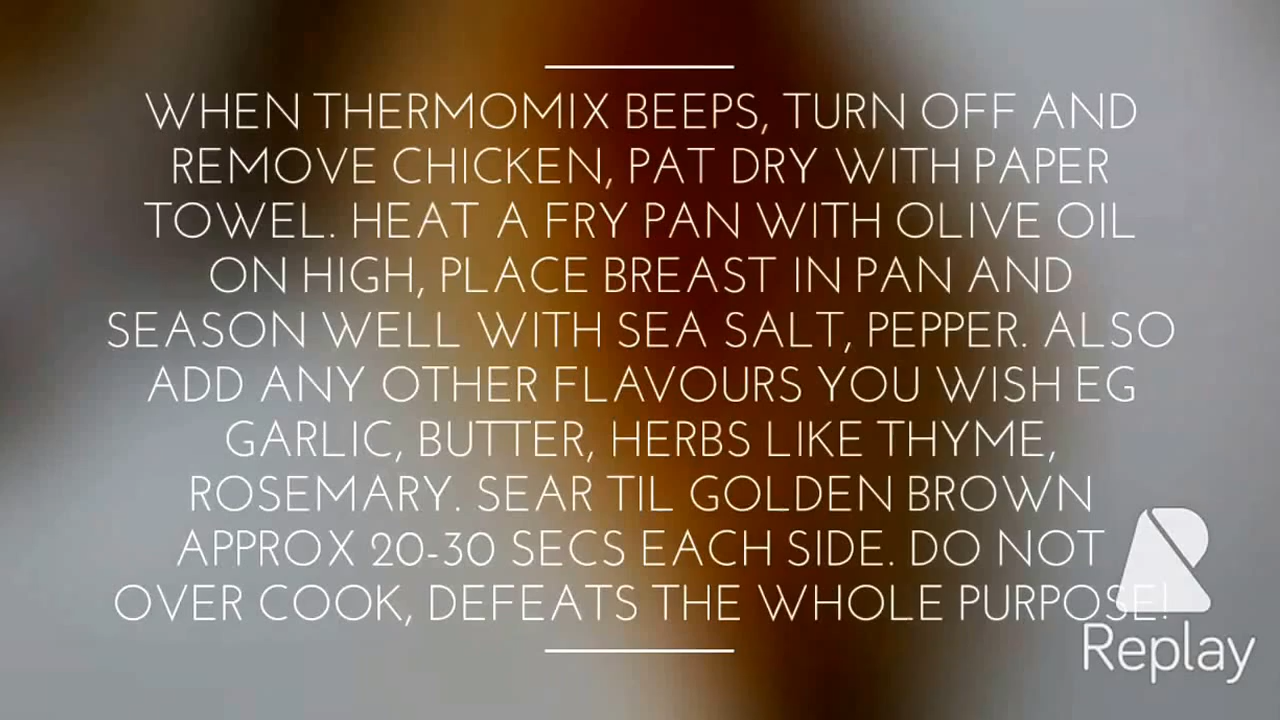 WHEN THERMOMIX BEEPS, TURN OFF AND
REMOVE CHICKEN, PAT DRY WITH PAPER
TOWEL. HEAT A FRY PAN WITH OLIVE OIL
ON HIGH, PLACE BREAST IN PAN AND
SEASON WELL WITH SEA SALT, PEPPER. ALSO
ADD ANY OTHER FLAVOURS YOU WISH EG
GARLIC, BUTTER, HERBS LIKE THYME,
ROSEMARY. SEAR TIL GOLDEN BROWN
APPROX 20-30 SECS EACH SIDE. DO NOT
OVER COOK, DEFEATS THE WHOLE PURPOSE!
Replay